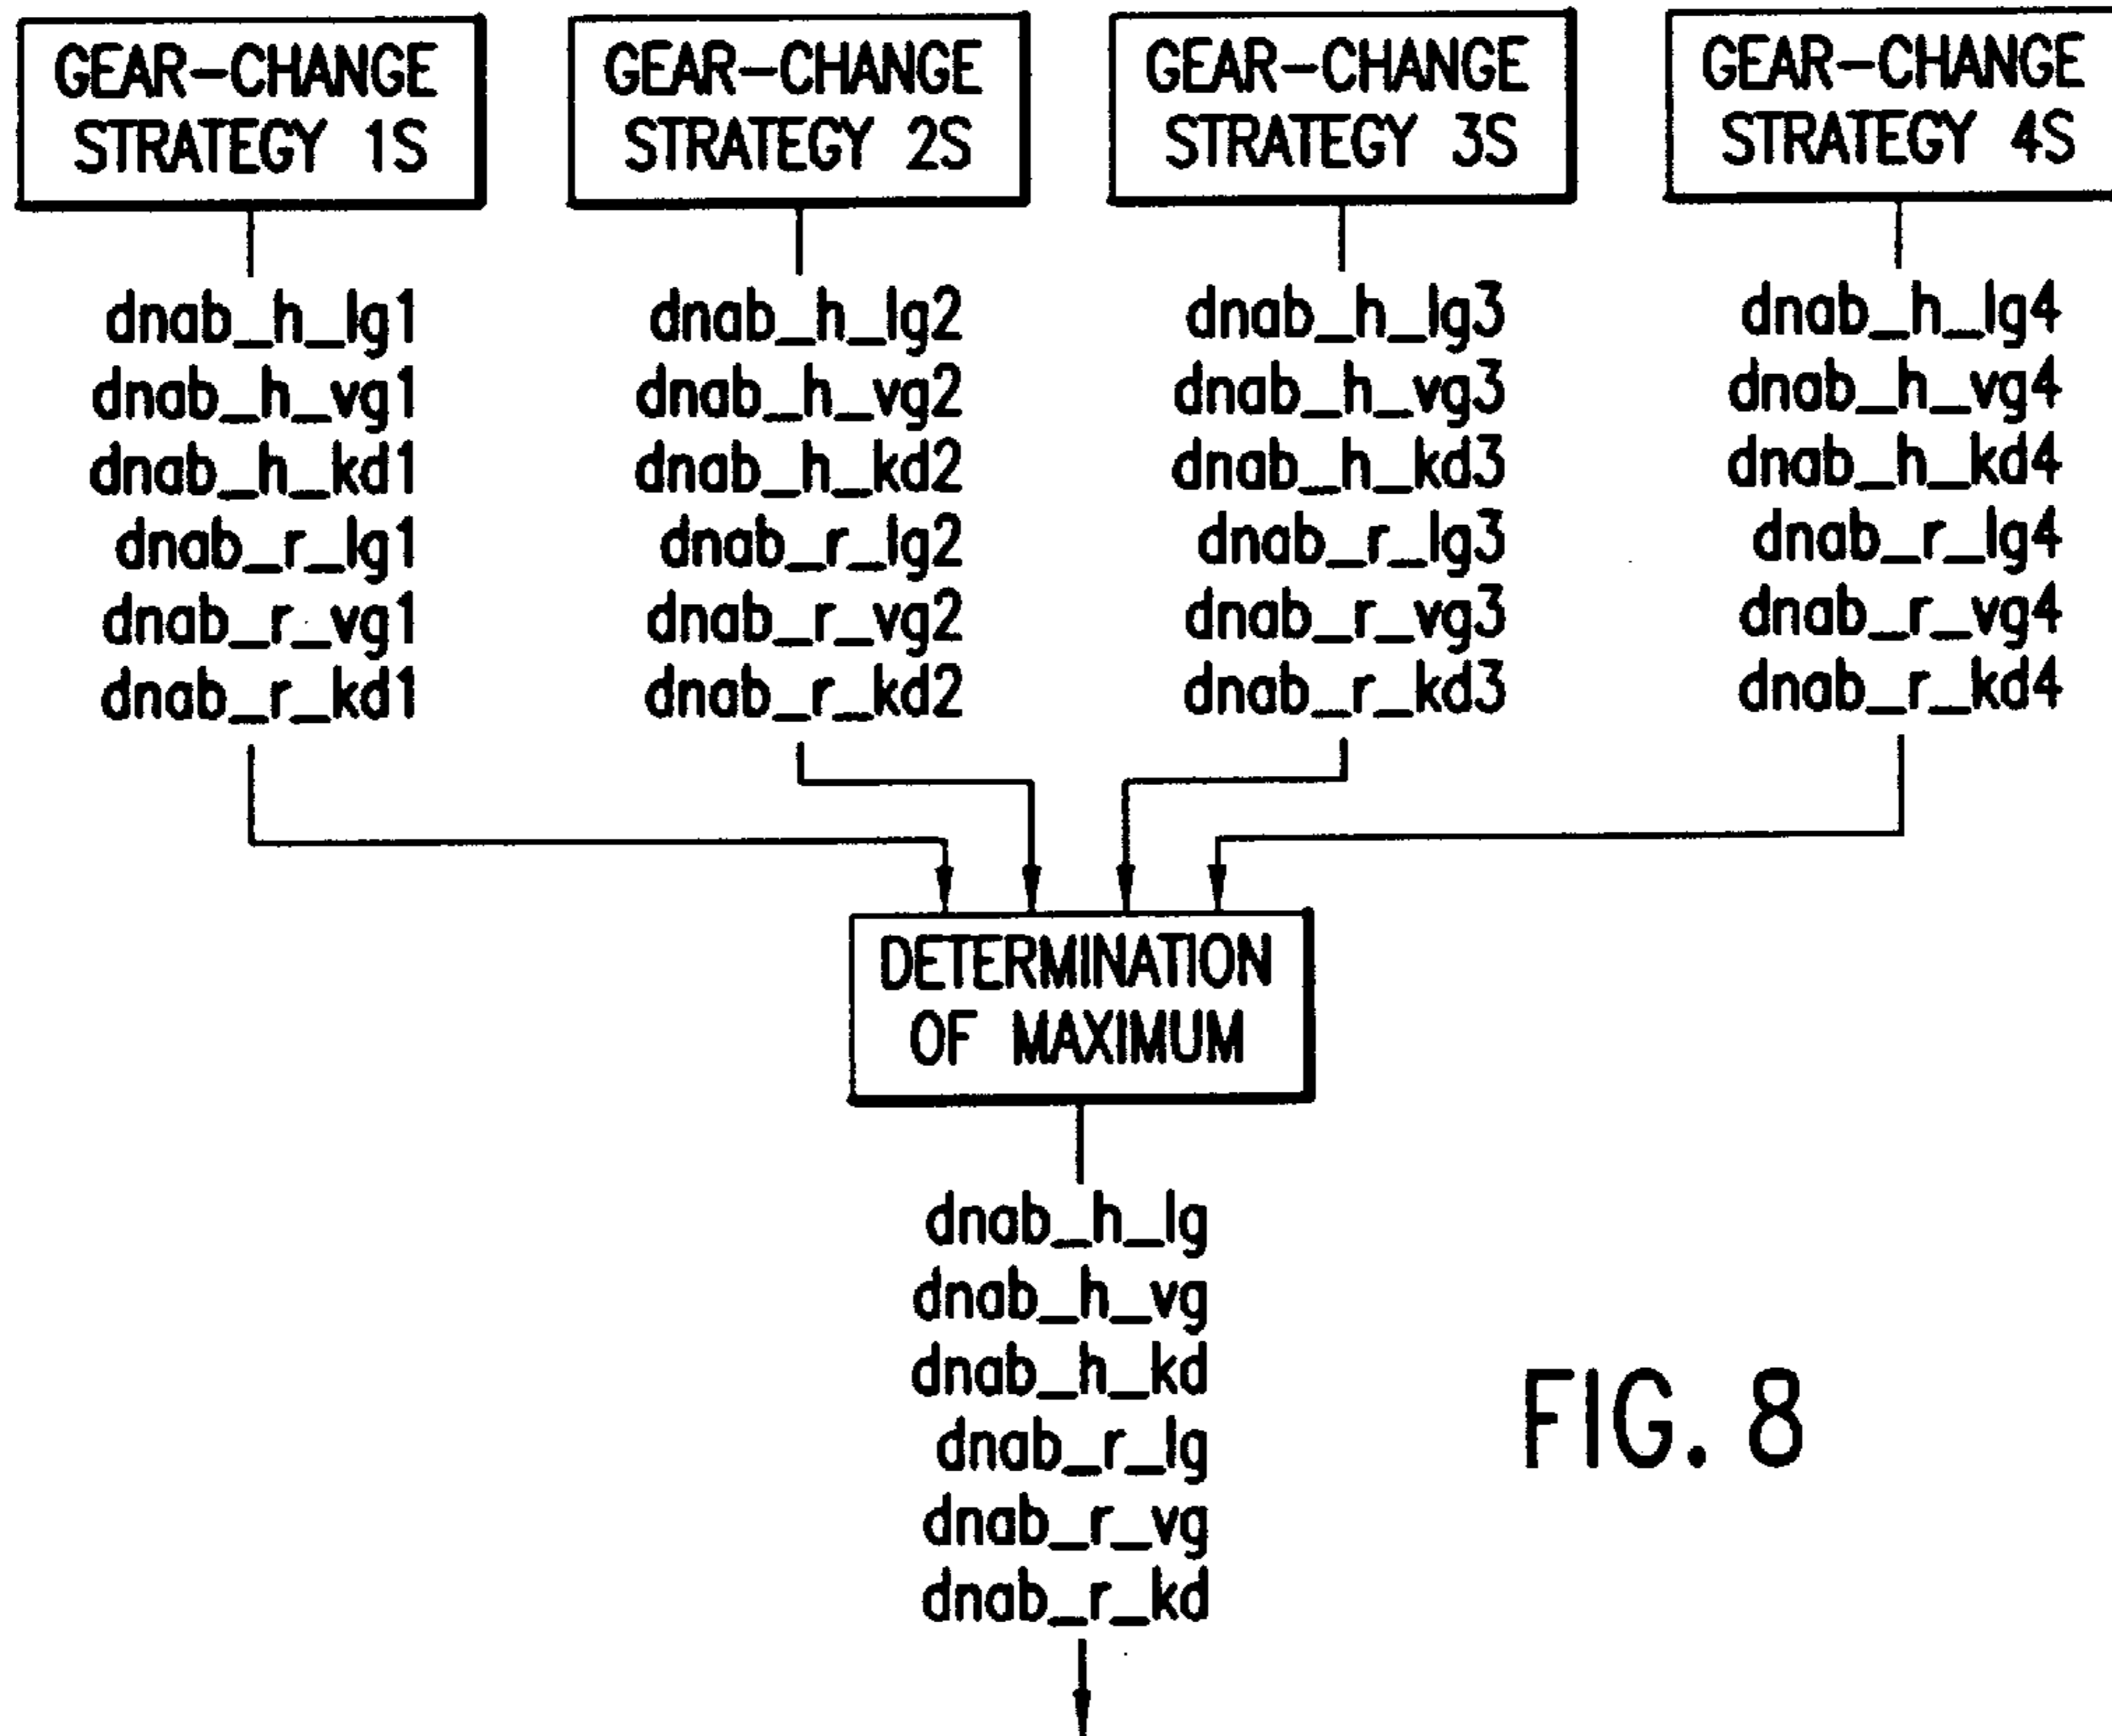 GEAR-CHANGE
STRATEGY 1S
GEAR-CHANGE
STRATEGY 2S
GEAR-CHANGE
STRATEGY 3S
GEAR-CHANGE
STRATEGY 4S
dnab_h_lg1
dnab_h_vg1
dnab_h_kd1
dnab_r_lg1
dnab_r_vg1
dnab_r_kd1
dnab_h_lg2
dnab_h_vg2
dnab_h_kd2
dnab_r_lg2
dnab_r_vg2
dnab_r_kd2
dnab_h_lg3
dnab_h_vg3
dnab_h_kd3
dnab_r_lg3
dnab_r_vg3
dnab_r_kd3
dnab_h_lg4
dnab_h_vg4
dnab_h_kd4
dnab_r_lg4
dnab_r_vg4
dnab_r_kd4
DETERMINATION
OF MAXIMUM
dnab_h_lg
dnab_h_vg
dnab_h_kd
dnab_r_lg
dnab_r_vg
dnab_r_kd
FIG. 8